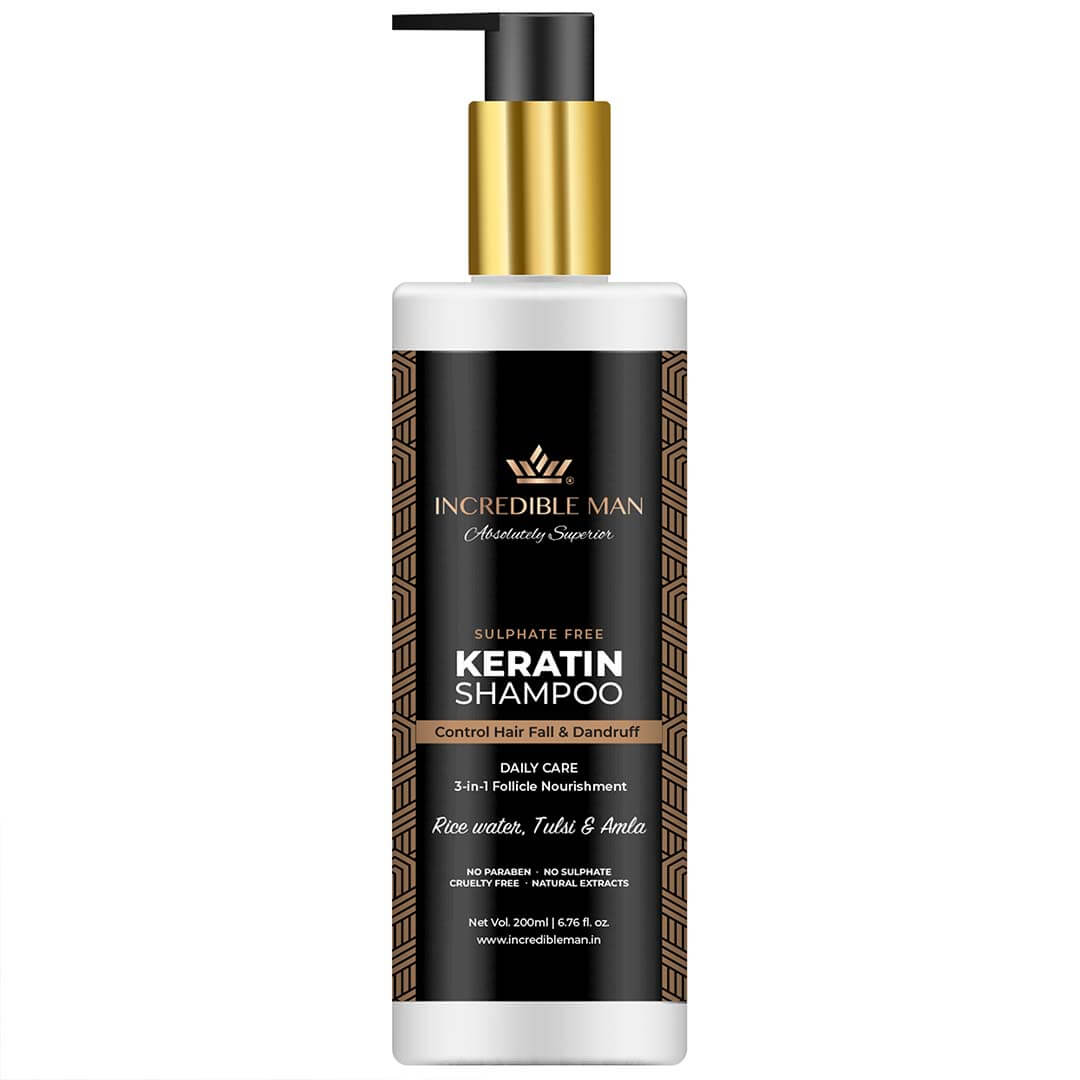 ®
INCREDIBLE MAN
Absolutely Superior
SULPHATE FREE
KERATIN
SHAMPOO
Control Hair Fall & Dandruff
DAILY CARE
3-in-1 Follicle Nourishment
Rice water, Tulsi & Amla
NO PARABEN · NO SULPHATE
CRUELTY FREE · NATURAL EXTRACTS
Net Vol. 200ml | 6.76 fl. oz.
www.incredibleman.in